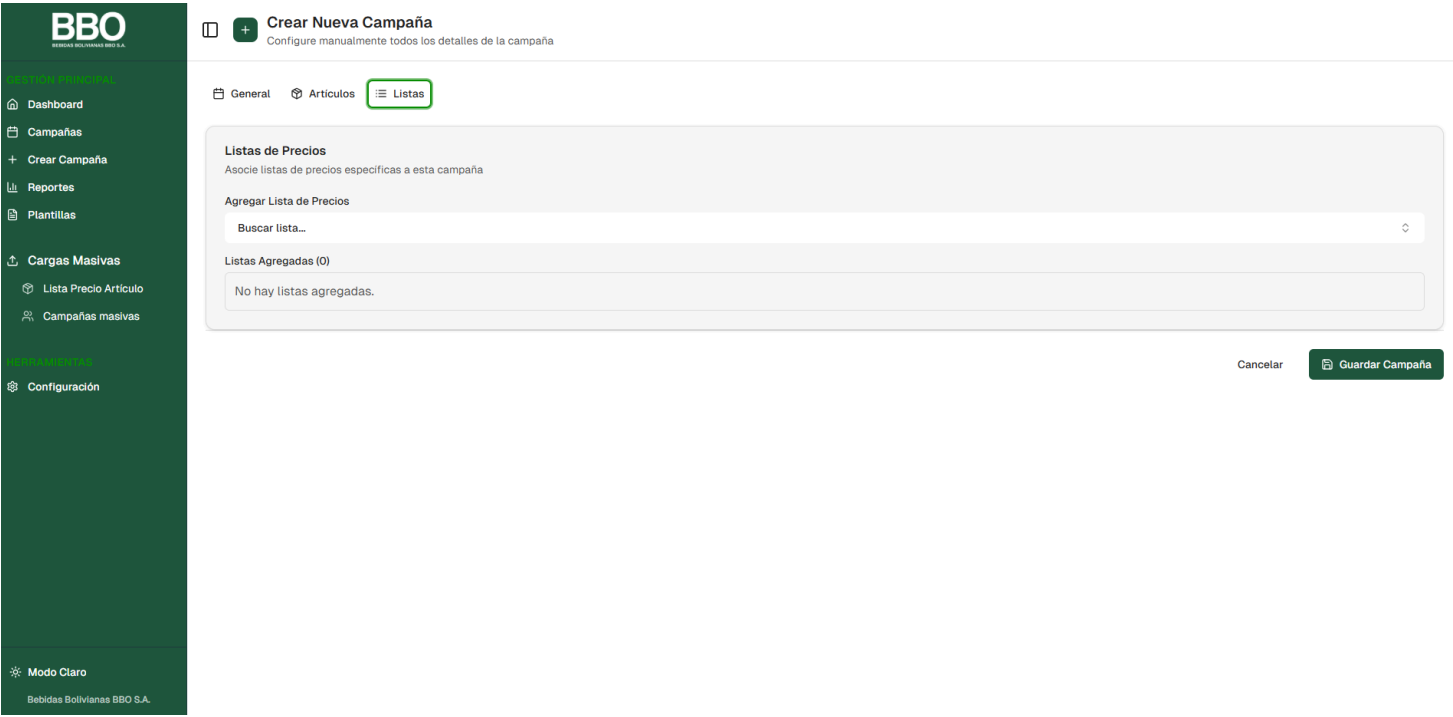 BBO
BEBIDAS BOLIVIANAS BBO S.A.
GESTIÓN PRINCIPAL
Dashboard
Campañas
Crear Campaña
Reportes
Plantillas
Cargas Masivas
Lista Precio Artículo
Campañas masivas
HERRAMIENTAS
Configuración
Modo Claro
Bebidas Bolivianas BBO S.A.
Crear Nueva Campaña
Configure manualmente todos los detalles de la campaña
General Artículos Listas
Listas de Precios
Asocie listas de precios específicas a esta campaña
Agregar Lista de Precios
Buscar lista...
Listas Agregadas (0)
No hay listas agregadas.
Cancelar Guardar Campaña